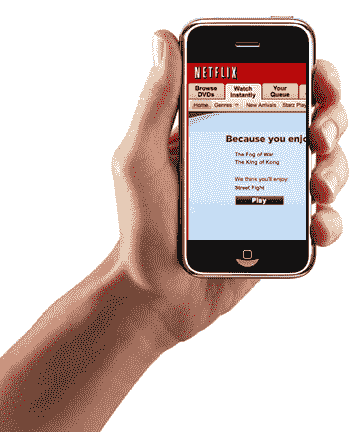 NETFLIX
Browse DVDs
Watch Instantly
Your Queue
Home Genres New Arrivals Starz Play
Because you enjo
The Fog of War
The King of Kong
We think you'll enjoy:
Street Fight
Play